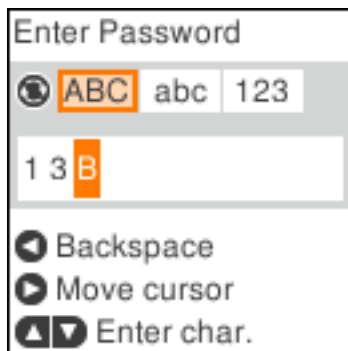 Enter Password
ABC abc 123
1 3 B
Backspace
Move cursor
Enter char.